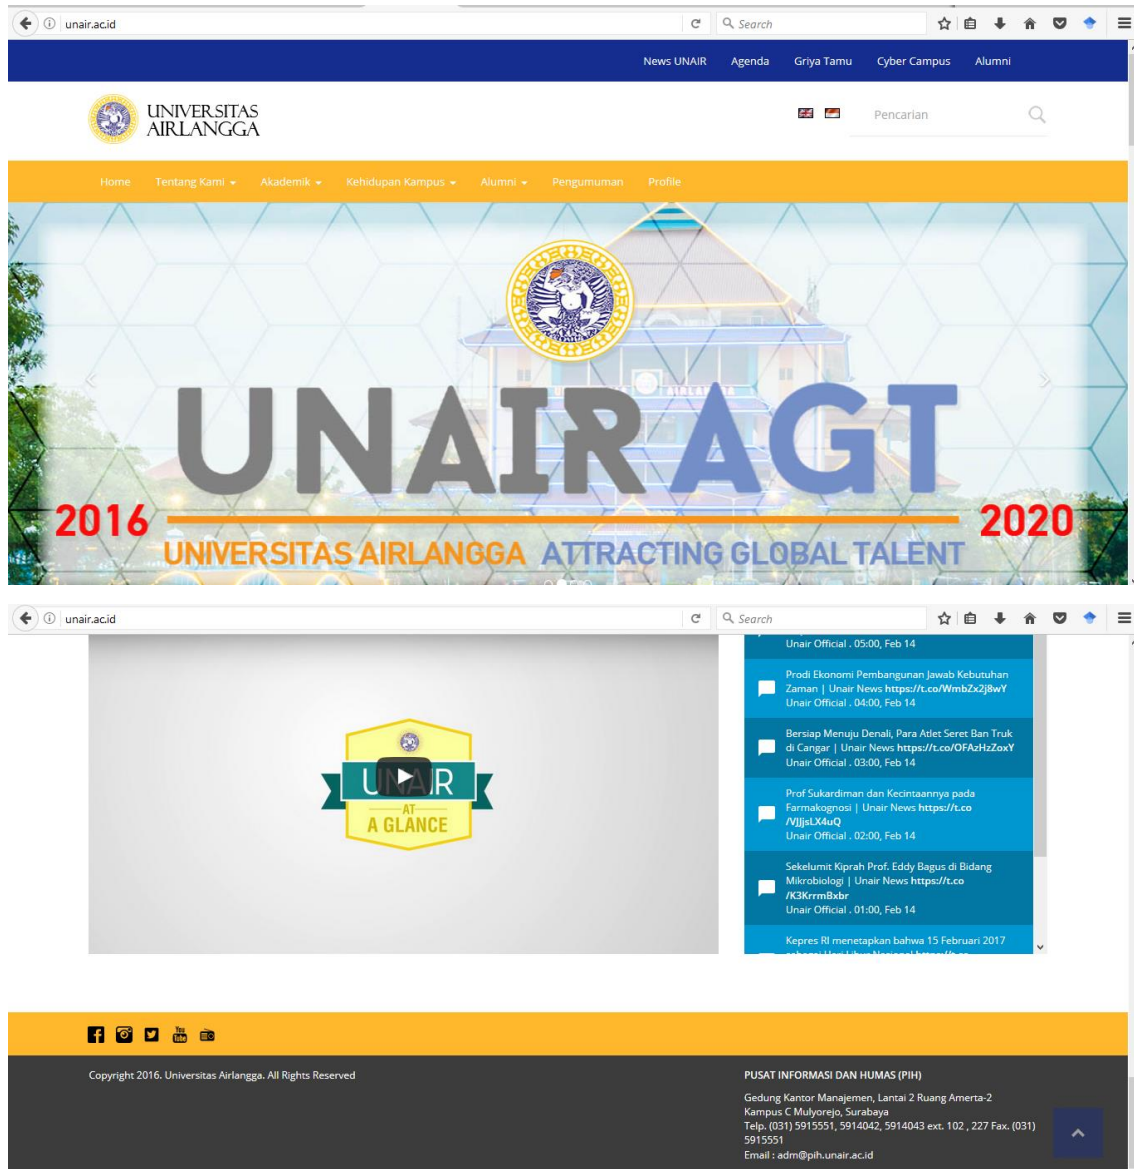 unair.ac.id
Search
News UNAIR Agenda Griya Tamu Cyber Campus Alumni
UNIVERSITAS
AIRLANGGA
Pencarian
Home Tentang Kami Akademik Kehidupan Kampus Alumni Pengumuman Profile
UNAIR AGT
2016 2020
UNIVERSITAS AIRLANGGA ATTRACTING GLOBAL TALENT
unair.ac.id
Search
UNAIR
AT
A GLANCE
Unair Official . 05:00, Feb 14
Prodi Ekonomi Pembangunan Jawab Kebutuhan
Zaman | Unair News https://t.co/WmbZx2j8wY
Unair Official . 04:00, Feb 14
Bersiap Menuju Denali, Para Atlet Seret Ban Truk
di Cangar | Unair News https://t.co/OFAzHzZoxY
Unair Official . 03:00, Feb 14
Prof Sukardiman dan Kecintaannya pada
Farmakognosi | Unair News https://t.co
/VJJjsLX4uQ
Unair Official . 02:00, Feb 14
Sekelumit Kiprah Prof. Eddy Bagus di Bidang
Mikrobiologi | Unair News https://t.co
/K3KrrmBxbr
Unair Official . 01:00, Feb 14
Kepres RI menetapkan bahwa 15 Februari 2017
You
Tube
Copyright 2016. Universitas Airlangga. All Rights Reserved
PUSAT INFORMASI DAN HUMAS (PIH)
Gedung Kantor Manajemen, Lantai 2 Ruang Amerta-2
Kampus C Mulyorejo, Surabaya
Telp. (031) 5915551, 5914042, 5914043 ext. 102 , 227 Fax. (031)
5915551
Email : adm@pih.unair.ac.id